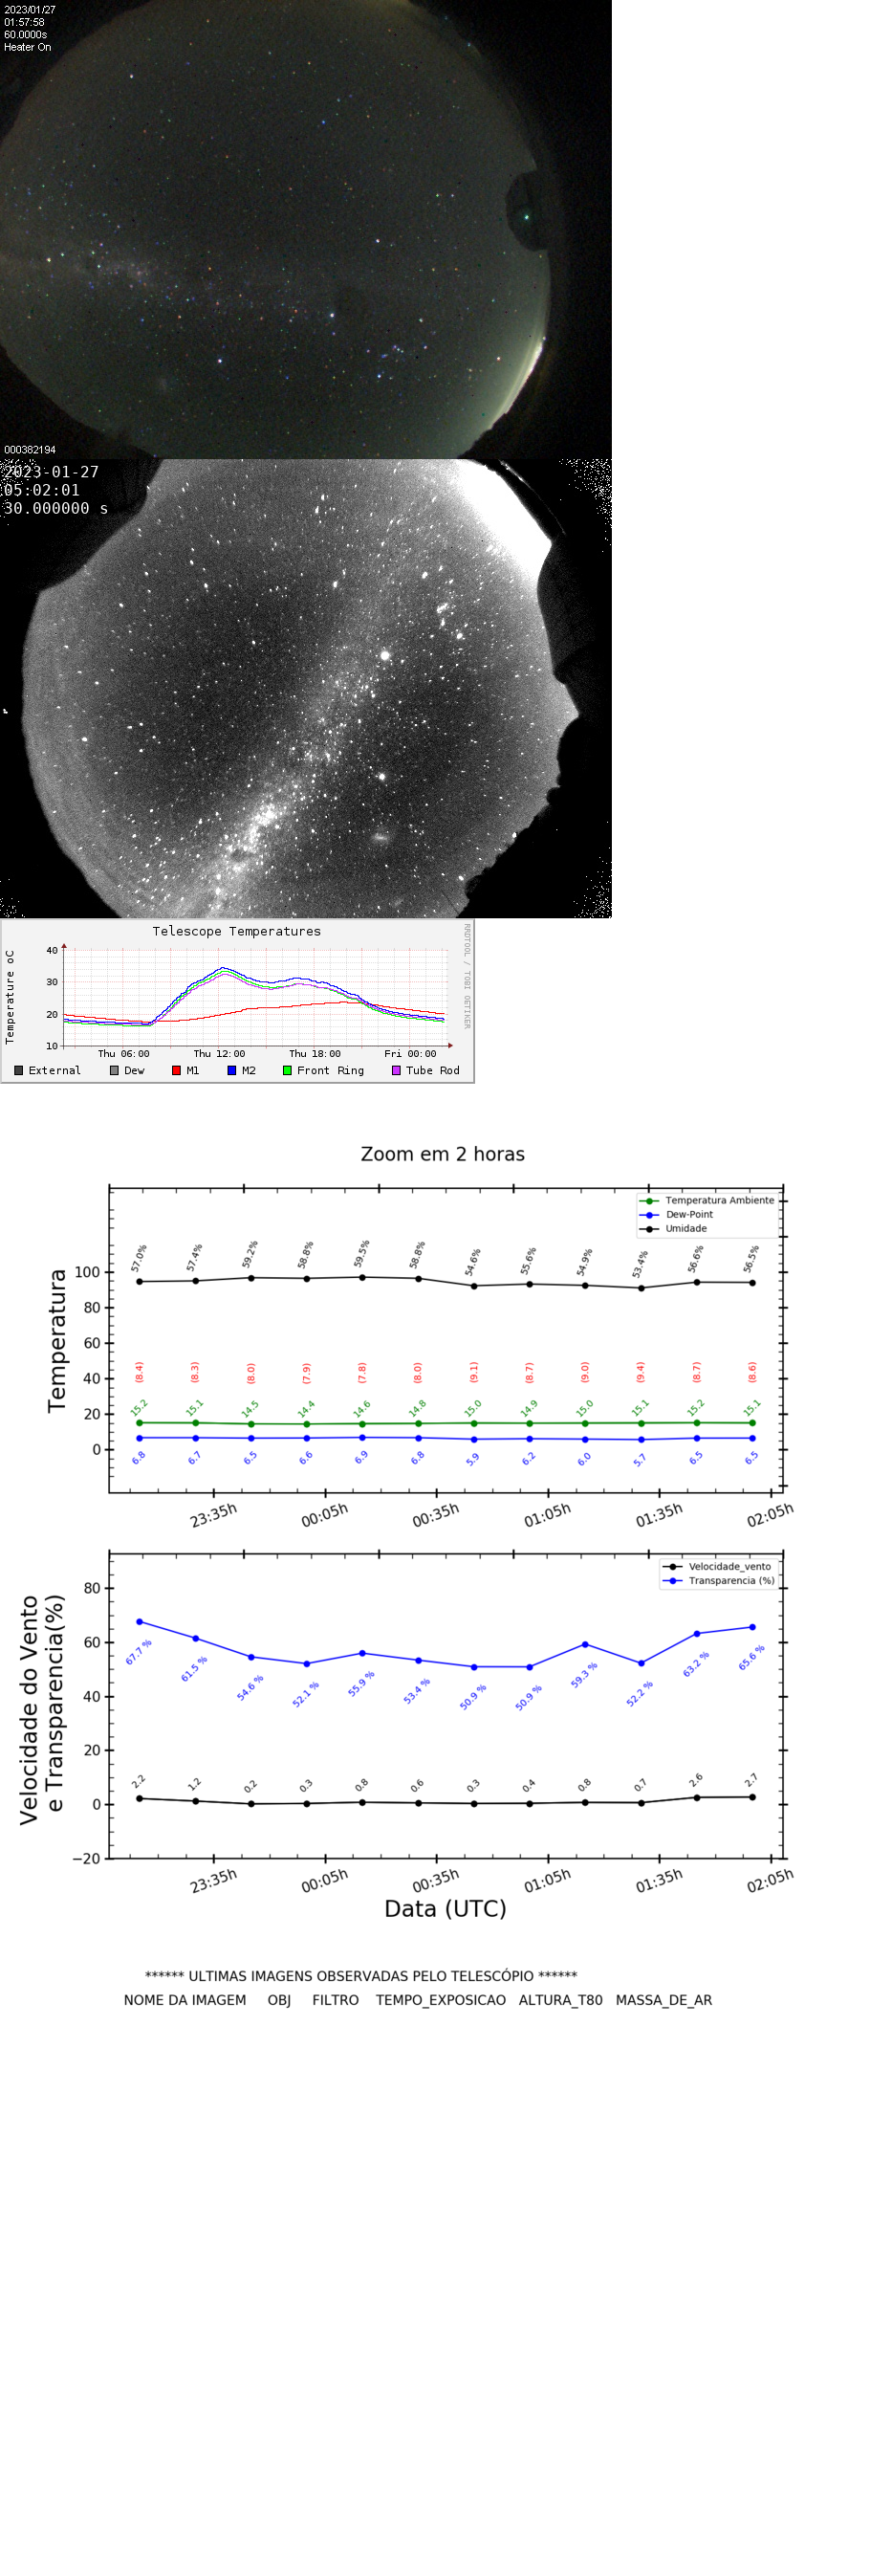 2023/01/27
01:57:58
60.0000s
Heater On
000382194
2023-01-27
05:02:01
30.000000 s
Telescope Temperatures
RRDTOOL / TOBI OETIKER
Temperature oC
40
30
20
10
Thu 06:00 Thu 12:00 Thu 18:00 Fri 00:00
External Dew M1 M2 Front Ring Tube Rod
Zoom em 2 horas
Temperatura Ambiente
Dew-Point
Umidade
Temperatura
100
80
60
40
20
0
57.0% 57.4% 59.2% 58.8% 59.5% 58.8% 54.6% 55.6% 54.9% 53.4% 56.6% 56.5%
(8.4) (8.3) (8.0) (7.9) (7.8) (8.0) (9.1) (8.7) (9.0) (9.4) (8.7) (8.6)
15.2 15.1 14.5 14.4 14.6 14.8 15.0 14.9 15.0 15.1 15.2 15.1
6.8 6.7 6.5 6.6 6.9 6.8 5.9 6.2 6.0 5.7 6.5 6.5
23:35h 00:05h 00:35h 01:05h 01:35h 02:05h
Velocidade_vento
Transparencia (%)
Velocidade do Vento
e Transparencia(%)
80
60
40
20
0
−20
67.7 % 61.5 % 54.6 % 52.1 % 55.9 % 53.4 % 50.9 % 50.9 % 59.3 % 52.2 % 63.2 % 65.6 %
2.2 1.2 0.2 0.3 0.8 0.6 0.3 0.4 0.8 0.7 2.6 2.7
23:35h 00:05h 00:35h 01:05h 01:35h 02:05h
Data (UTC)
****** ULTIMAS IMAGENS OBSERVADAS PELO TELESCÓPIO ******
NOME DA IMAGEM OBJ FILTRO TEMPO_EXPOSICAO ALTURA_T80 MASSA_DE_AR